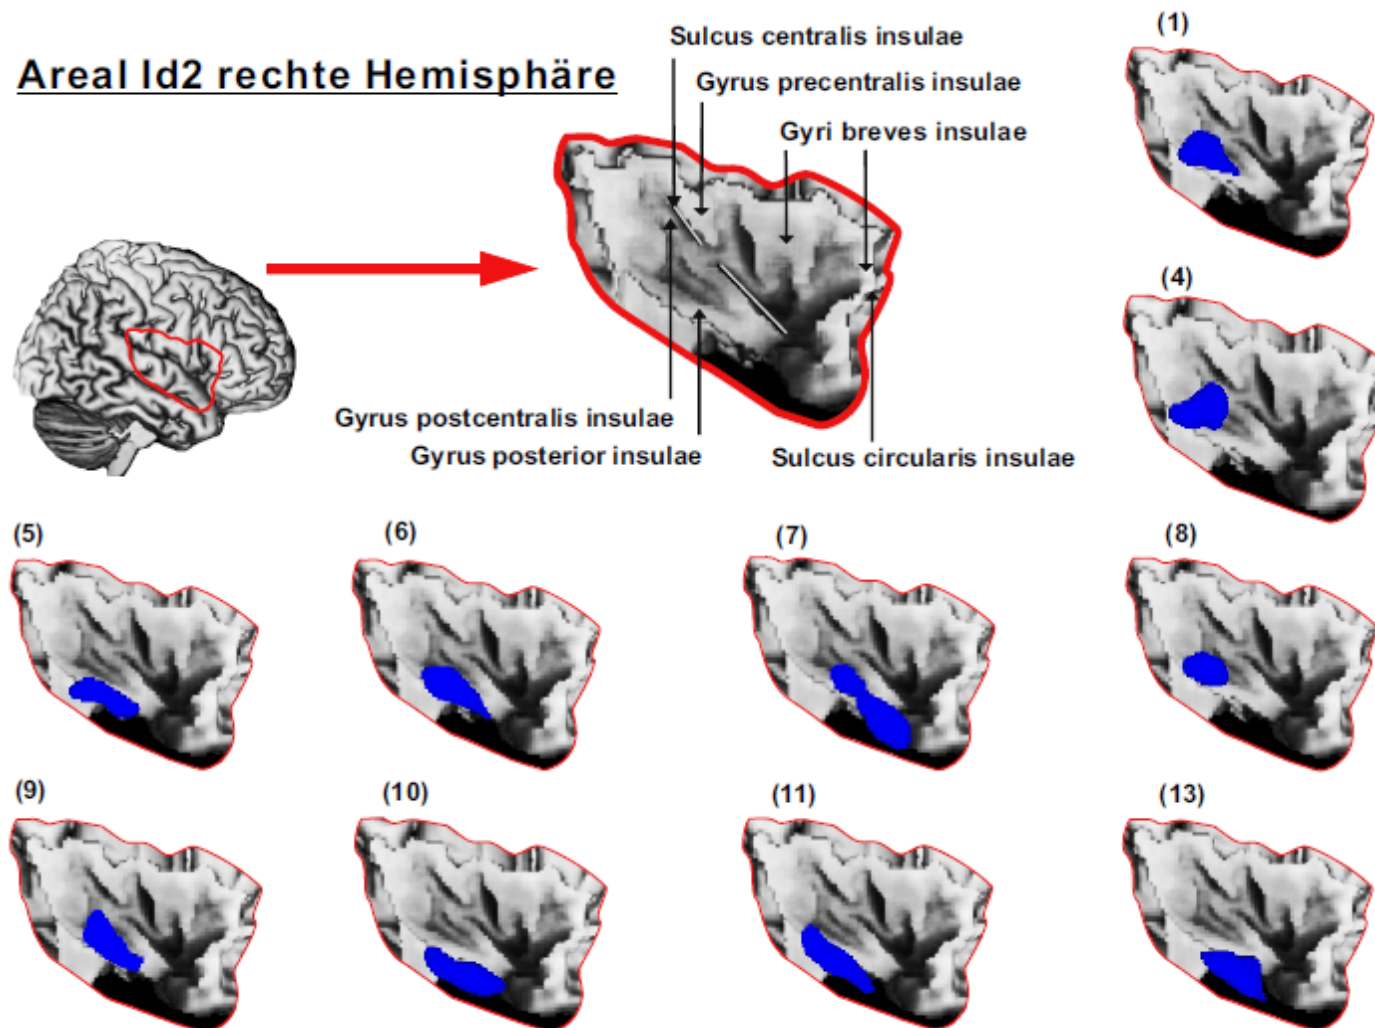 Areal Id2 rechte Hemisphäre
Sulcus centralis insulae
Gyrus precentralis insulae
Gyri breves insulae
Gyrus postcentralis insulae
Gyrus posterior insulae
Sulcus circularis insulae
(1)
(4)
(5)
(6)
(7)
(8)
(9)
(10)
(11)
(13)